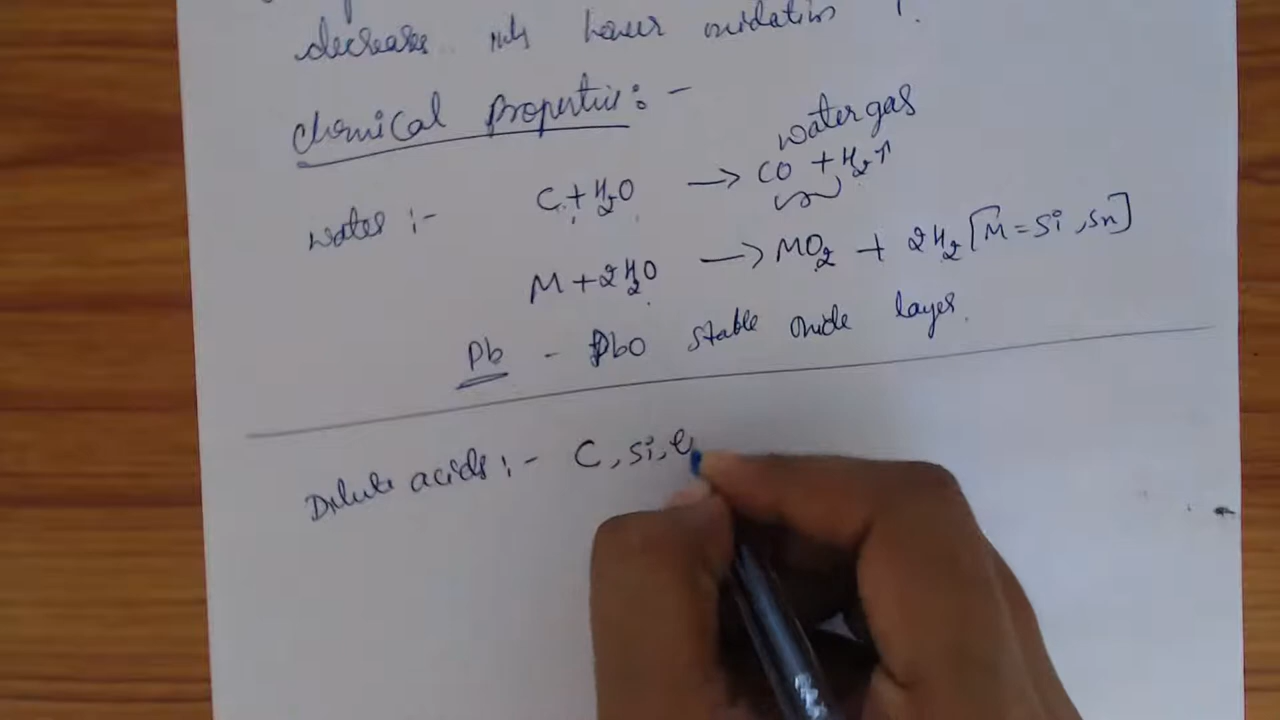 decreases with lower oxidation ↑.
Chemical Properties :-
water gas
water :- C + H2O → CO + H2↑
M + 2H2O → MO2 + 2H2 [M = Si, Sn]
Pb - PbO stable oxide layer.
Dilute acids :- C, Si,